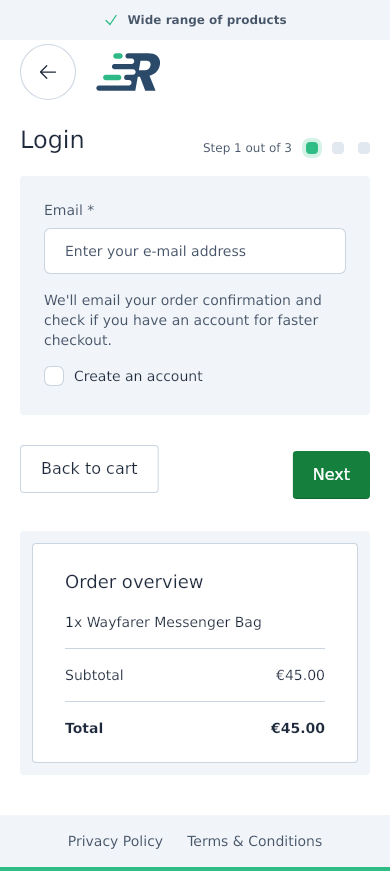 Wide range of products
R
Login
Step 1 out of 3
Email *
Enter your e-mail address
We'll email your order confirmation and
check if you have an account for faster
checkout.
Create an account
Back to cart
Next
Order overview
1x Wayfarer Messenger Bag
Subtotal €45.00
Total €45.00
Privacy Policy Terms & Conditions